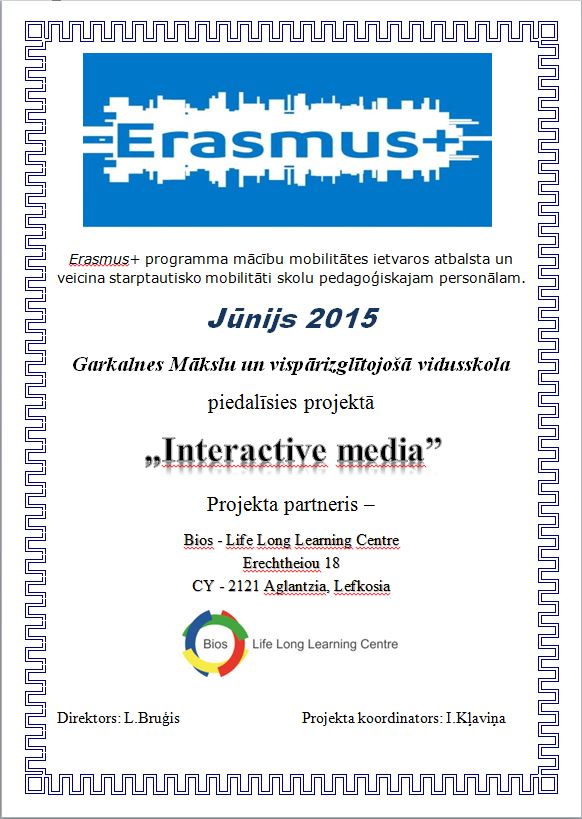 Erasmus+
Erasmus+ programma mācību mobilitātes ietvaros atbalsta un
veicina starptautisko mobilitāti skolu pedagoģiskajam personālam.
Jūnijs 2015
Garkalnes Mākslu un vispārizglītojošā vidusskola
piedalīsies projektā
„Interactive media”
Projekta partneris –
Bios - Life Long Learning Centre
Erechtheiou 18
CY - 2121 Aglantzia, Lefkosia
Bios Life Long Learning Centre
Direktors: L.Bruģis Projekta koordinators: I.Kļaviņa